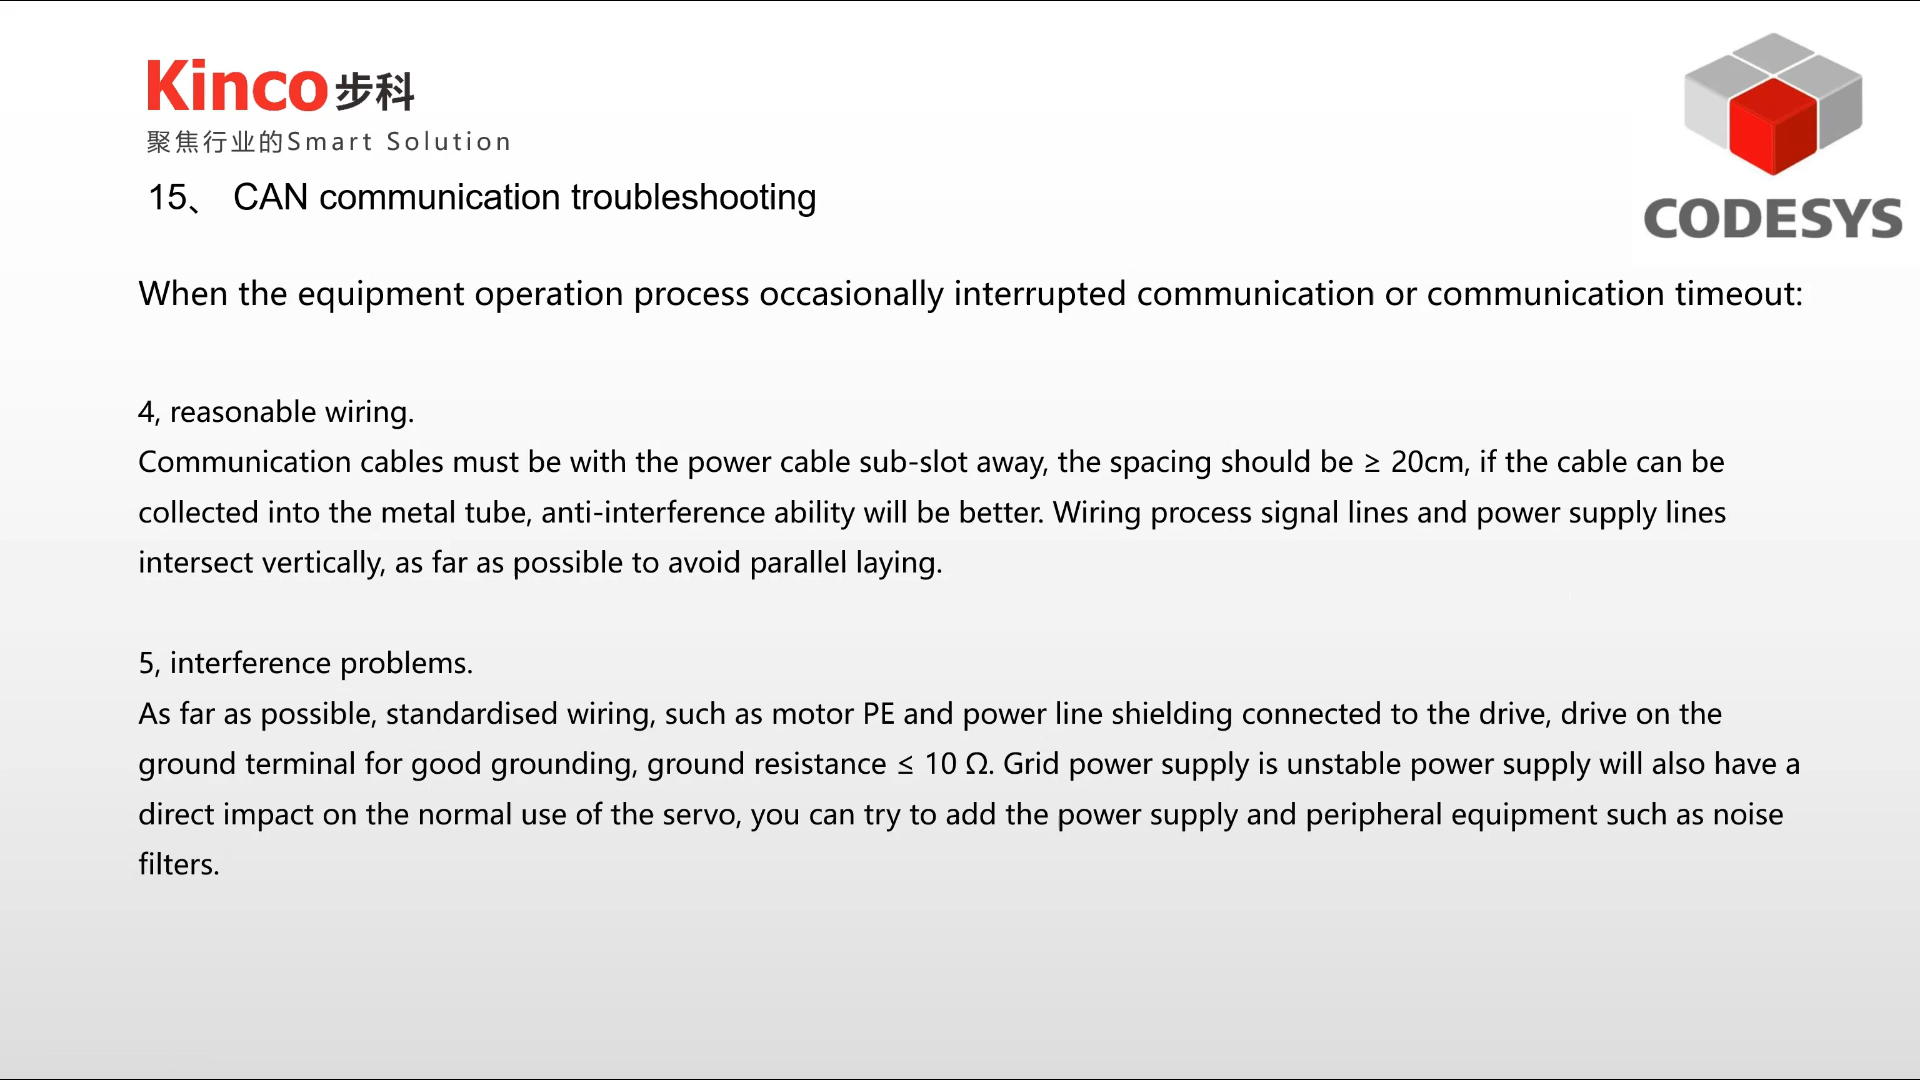 Kinco步科
聚焦行业的Smart Solution
CODESYS
15、 CAN communication troubleshooting
When the equipment operation process occasionally interrupted communication or communication timeout:
4, reasonable wiring.
Communication cables must be with the power cable sub-slot away, the spacing should be ≥ 20cm, if the cable can be
collected into the metal tube, anti-interference ability will be better. Wiring process signal lines and power supply lines
intersect vertically, as far as possible to avoid parallel laying.
5, interference problems.
As far as possible, standardised wiring, such as motor PE and power line shielding connected to the drive, drive on the
ground terminal for good grounding, ground resistance ≤ 10 Ω. Grid power supply is unstable power supply will also have a
direct impact on the normal use of the servo, you can try to add the power supply and peripheral equipment such as noise
filters.